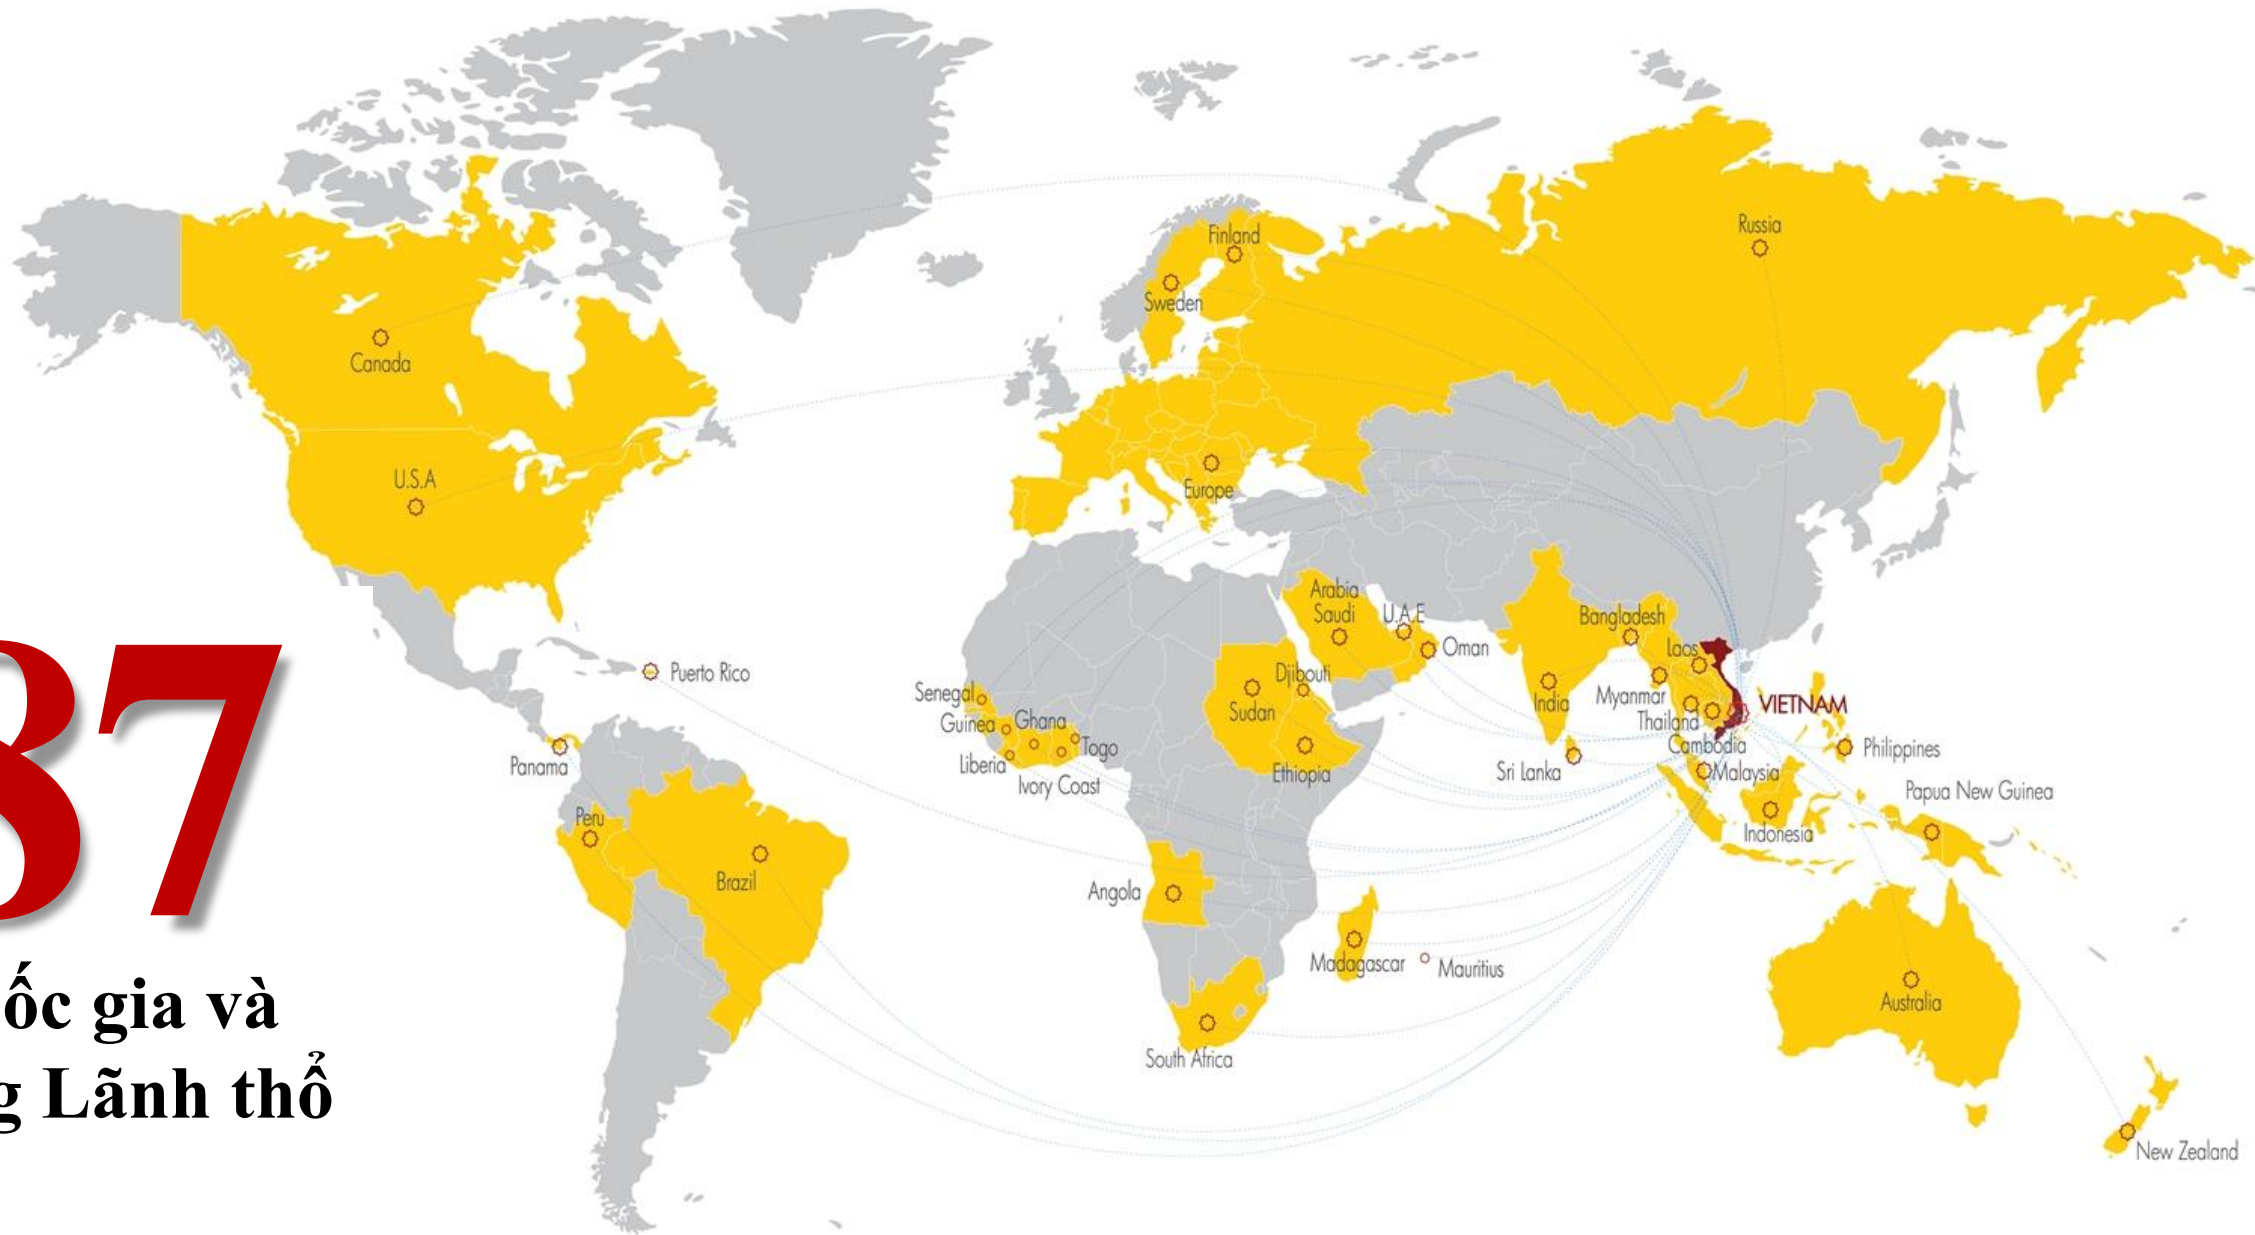 Russia
Finland
Sweden
Canada
U.S.A
Europe
Arabia
Saudi
U.A.E
Oman
Bangladesh
Laos
Puerto Rico
Djibouti
Senegal
Sudan
India
Myanmar
VIETNAM
Guinea
Ghana
Thailand
Togo
Cambodia
Philippines
Panama
Liberia
Ivory Coast
Ethiopia
Sri Lanka
Malaysia
Papua New Guinea
Peru
Indonesia
Brazil
Angola
87
Madagascar
Mauritius
Australia
ốc gia và
South Africa
g Lãnh thổ
New Zealand